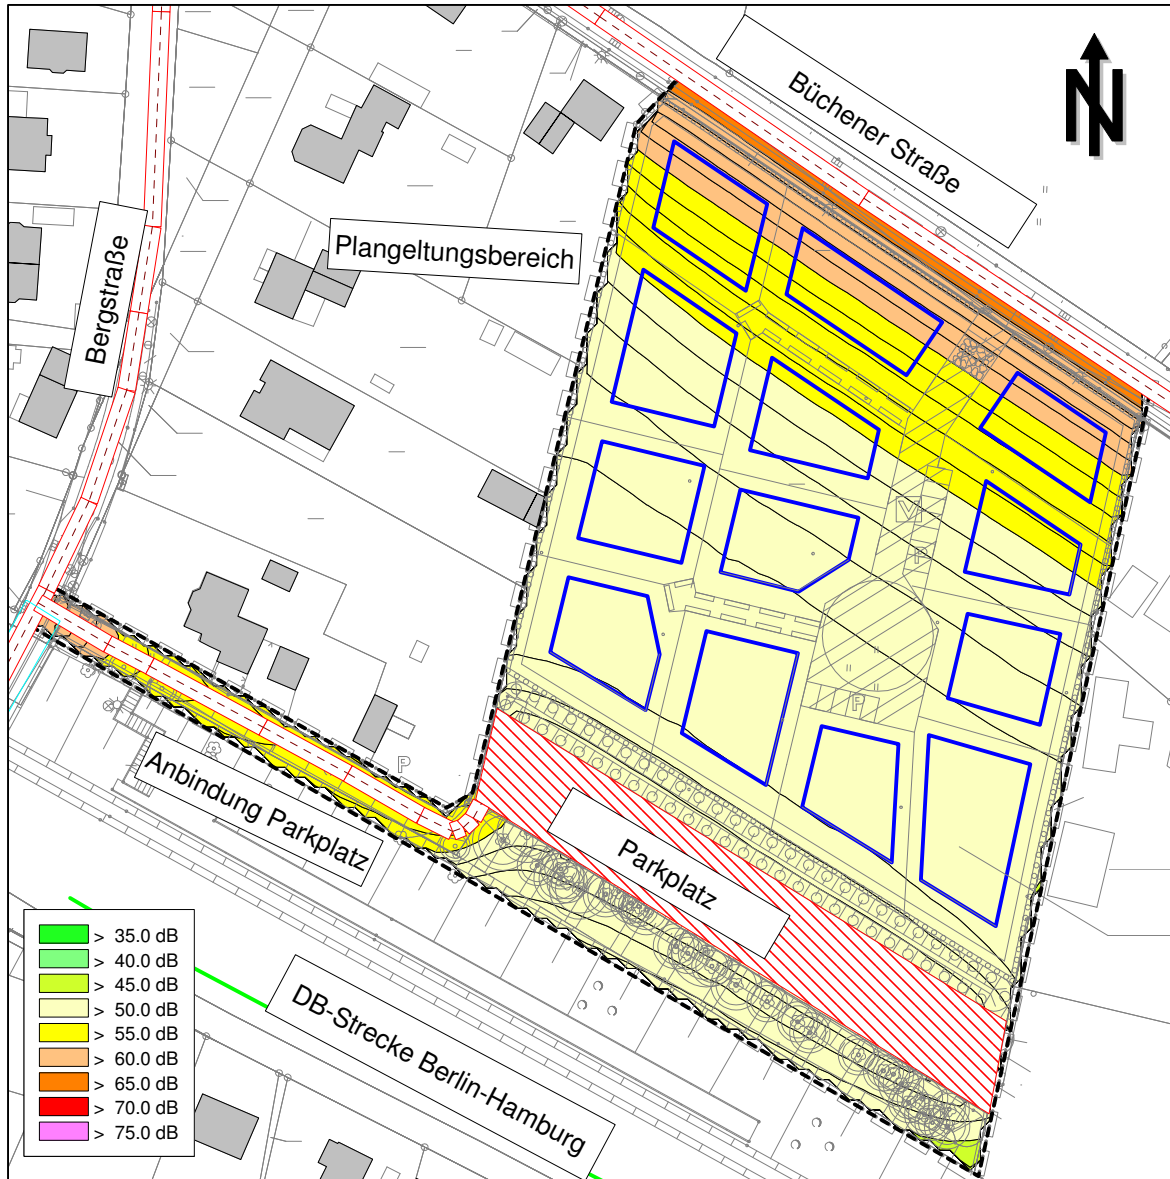 N
Büchener Straße
Plangeltungsbereich
Bergstraße
P
P
P
Anbindung Parkplatz
Parkplatz
DB-Strecke Berlin-Hamburg
> 35.0 dB
> 40.0 dB
> 45.0 dB
> 50.0 dB
> 55.0 dB
> 60.0 dB
> 65.0 dB
> 70.0 dB
> 75.0 dB